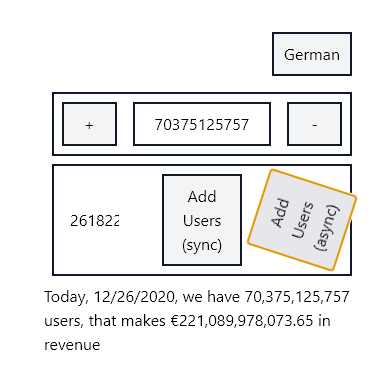 German
+
70375125757
-
261822
Add
Users
(sync)
Add
Users
(async)
Today, 12/26/2020, we have 70,375,125,757
users, that makes €221,089,978,073.65 in
revenue